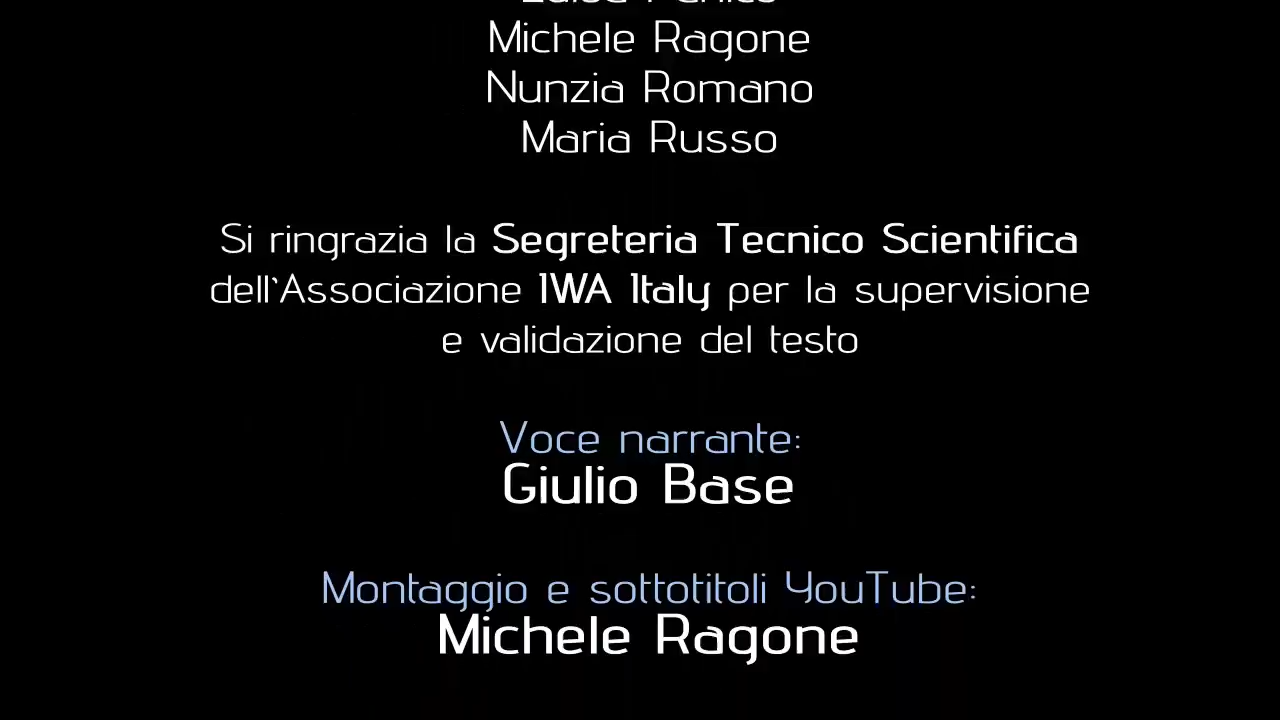 Michele Ragone
Nunzia Romano
Maria Russo
Si ringrazia la Segreteria Tecnico Scientifica
dell'Associazione IWA Italy per la supervisione
e validazione del testo
Voce narrante:
Giulio Base
Montaggio e sottotitoli YouTube:
Michele Ragone